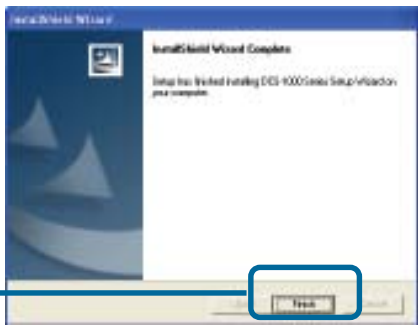 InstallShield Wizard
InstallShield Wizard Complete
Setup has finished installing DCS-1000 Series Setup Wizard on
your computer.
Finish